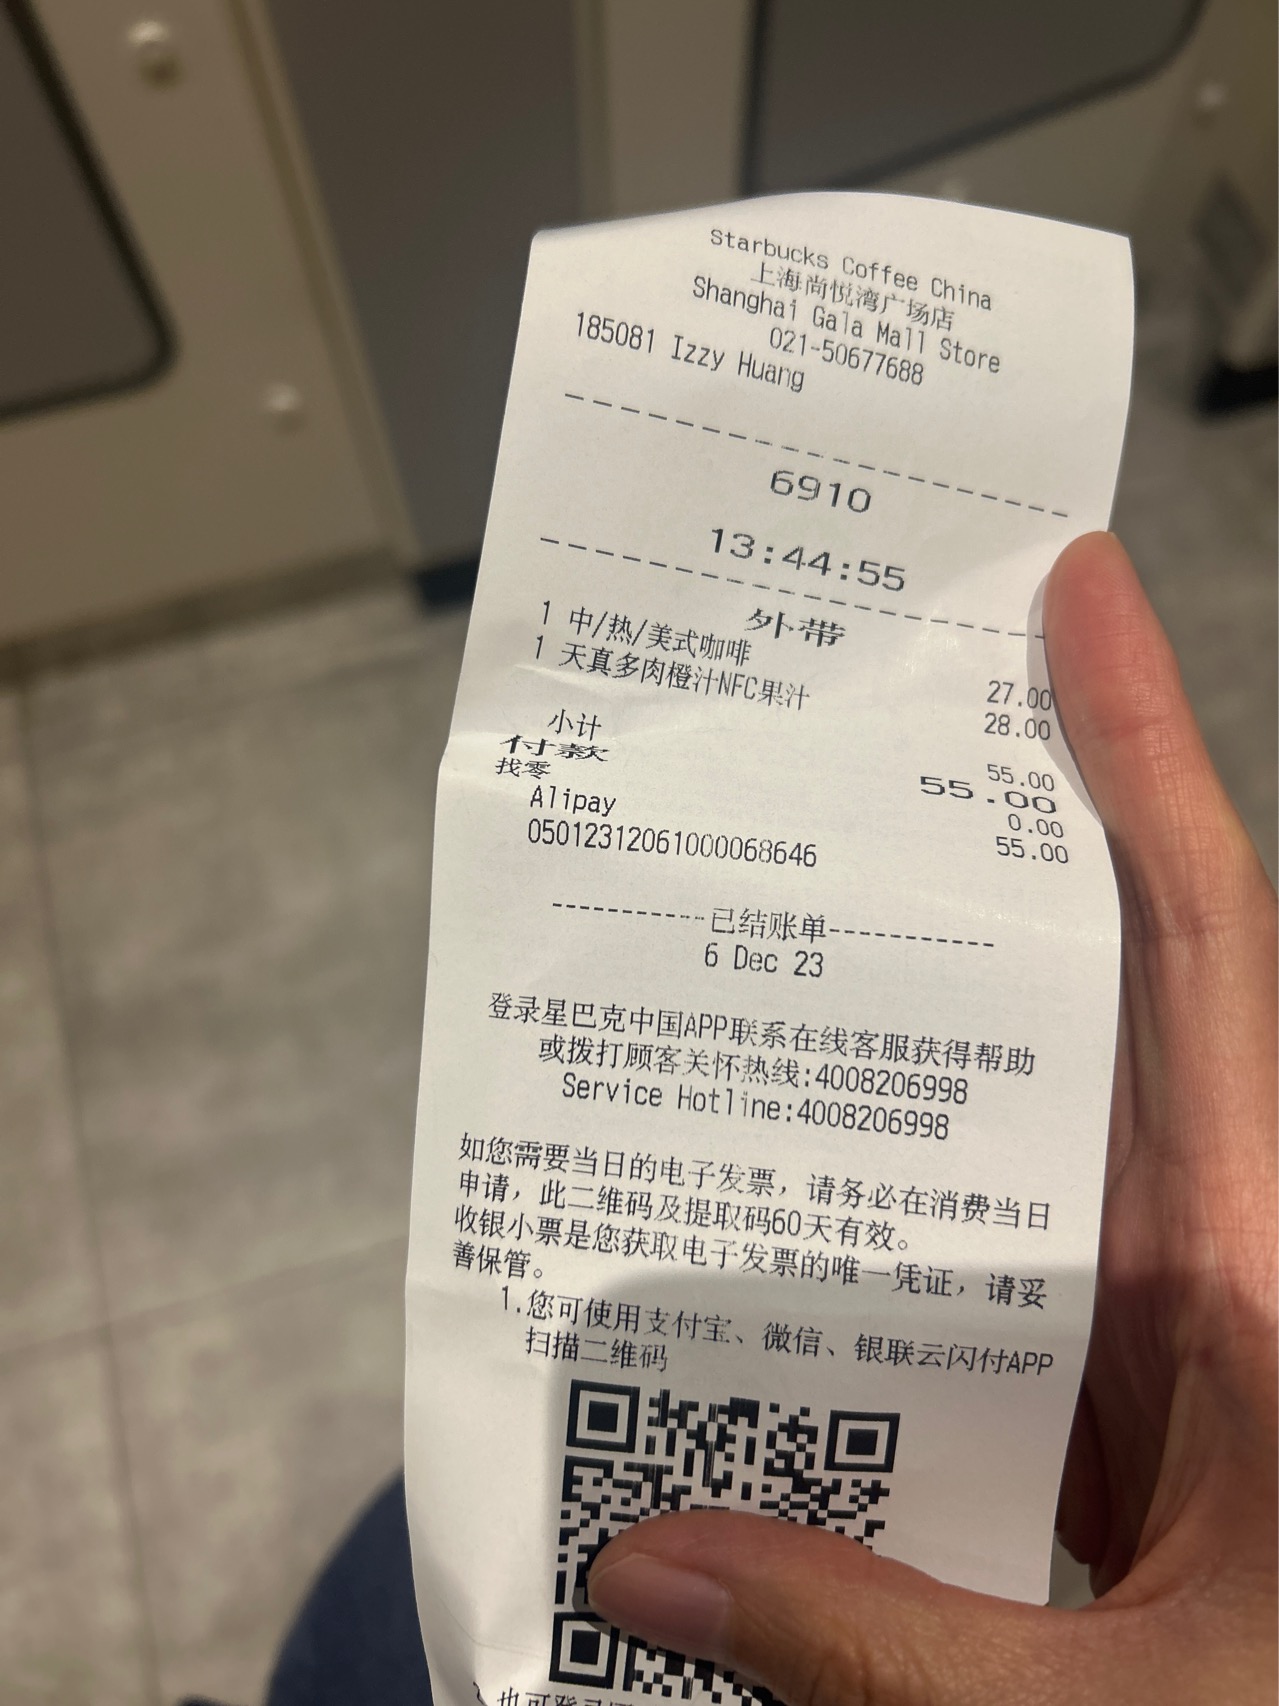 Starbucks Coffee China
上海尚悦湾广场店
Shanghai Gala Mall Store
021-50677688
185081 Izzy Huang
6910
13:44:55
外带
1 中/热/美式咖啡 27.00
1 天真多肉橙汁NFC果汁 28.00
小计 55.00
付款 55.00
找零 0.00
Alipay 55.00
05012312061000068646
------------已结账单------------
6 Dec 23
登录星巴克中国APP联系在线客服获得帮助
或拨打顾客关怀热线:4008206998
Service Hotline:4008206998
如您需要当日的电子发票，请务必在消费当日
申请，此二维码及提取码60天有效。
收银小票是您获取电子发票的唯一凭证，请妥
善保管。
1.您可使用支付宝、微信、银联云闪付APP
扫描二维码
也可登录